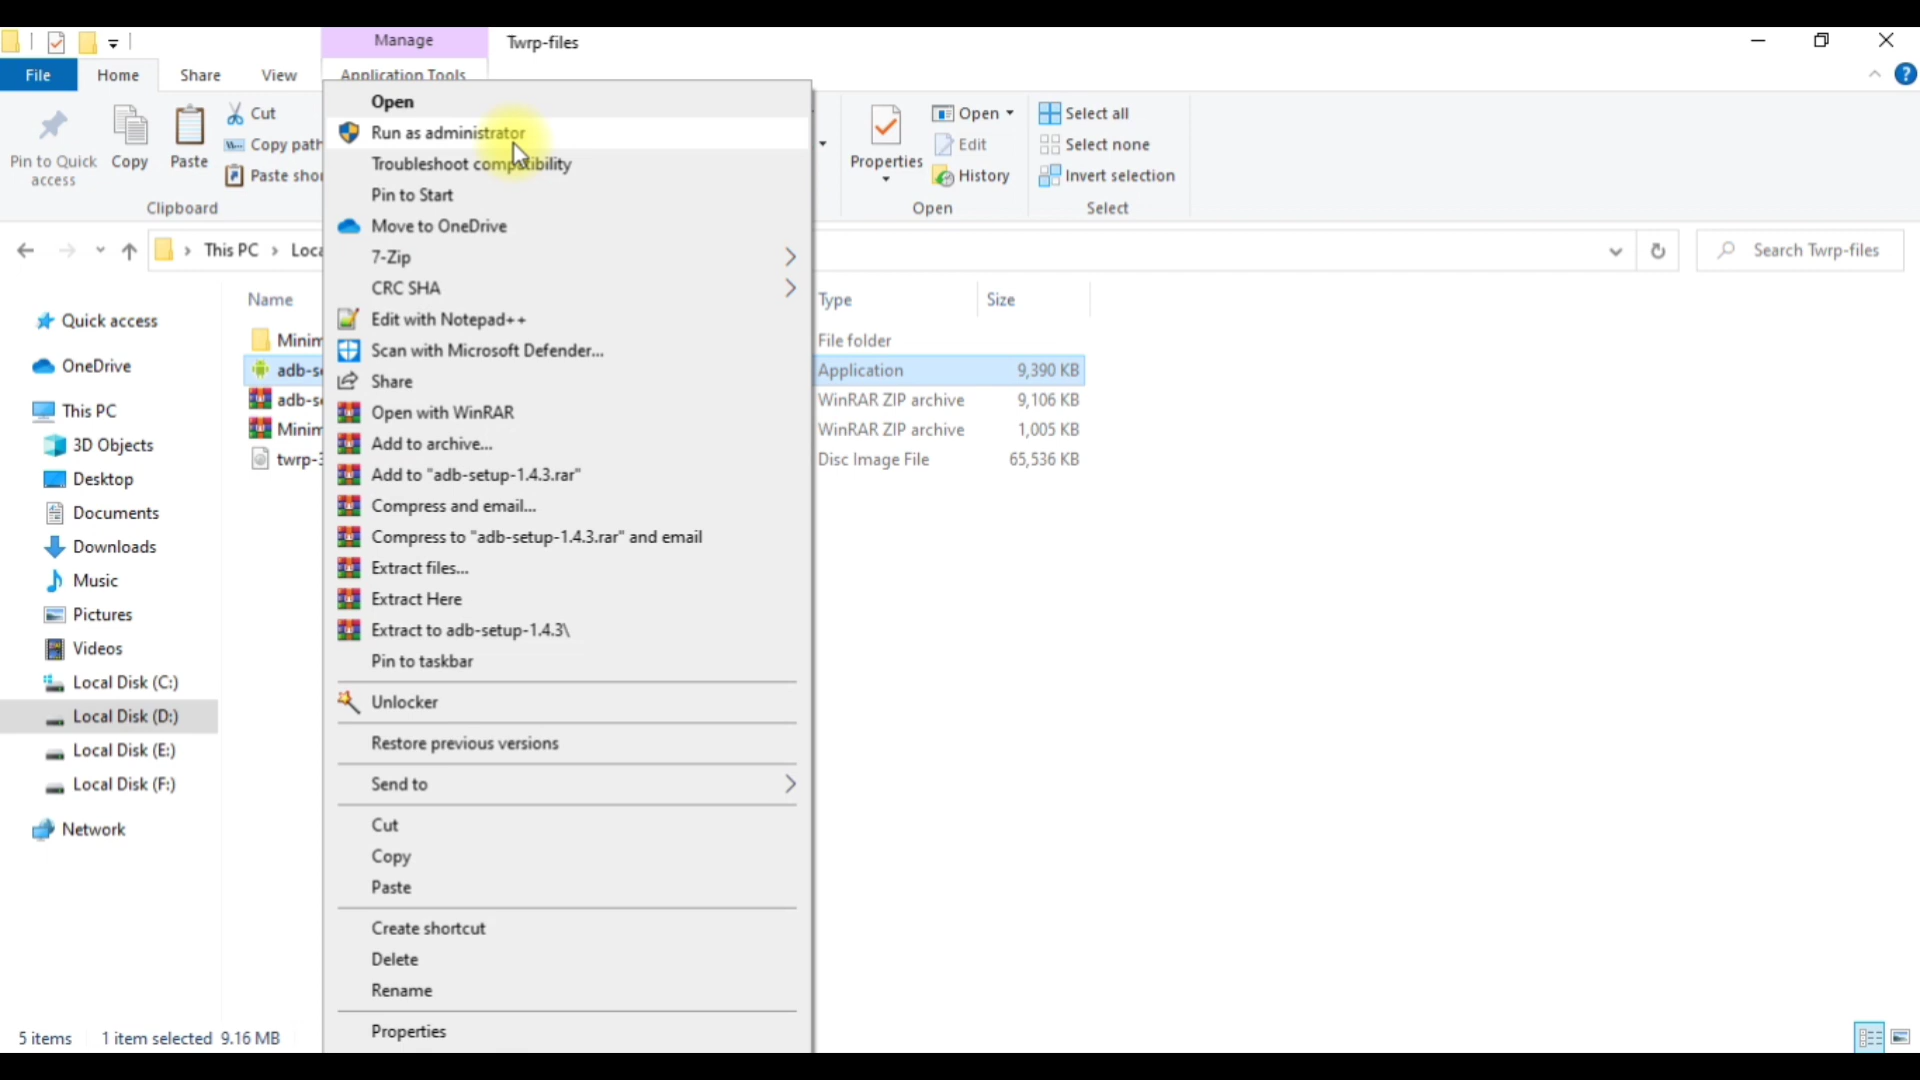 Manage
Twrp-files
File
Home
Share
View
Application Tools
Pin to Quick access
Copy
Paste
Cut
Copy path
Paste shor
Clipboard
Properties
Open
Edit
History
Open
Select all
Select none
Invert selection
Select
This PC
Loca
Search Twrp-files
Name
Type
Size
Minim
File folder
adb-s
Application
9,390 KB
adb-s
WinRAR ZIP archive
9,106 KB
Minim
WinRAR ZIP archive
1,005 KB
twrp-3
Disc Image File
65,536 KB
Quick access
OneDrive
This PC
3D Objects
Desktop
Documents
Downloads
Music
Pictures
Videos
Local Disk (C:)
Local Disk (D:)
Local Disk (E:)
Local Disk (F:)
Network
Open
Run as administrator
Troubleshoot compatibility
Pin to Start
Move to OneDrive
7-Zip
CRC SHA
Edit with Notepad++
Scan with Microsoft Defender...
Share
Open with WinRAR
Add to archive...
Add to "adb-setup-1.4.3.rar"
Compress and email...
Compress to "adb-setup-1.4.3.rar" and email
Extract files...
Extract Here
Extract to adb-setup-1.4.3\
Pin to taskbar
Unlocker
Restore previous versions
Send to
Cut
Copy
Paste
Create shortcut
Delete
Rename
Properties
5 items
1 item selected 9.16 MB